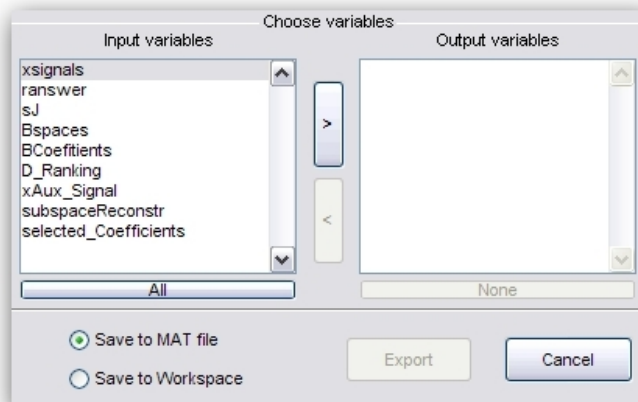 Choose variables
Input variables
Output variables
xsignals
ranswer
sJ
Bspaces
BCoefitients
D_Ranking
xAux_Signal
subspaceReconstr
selected_Coefficients
>
<
All
None
Save to MAT file
Save to Workspace
Export
Cancel